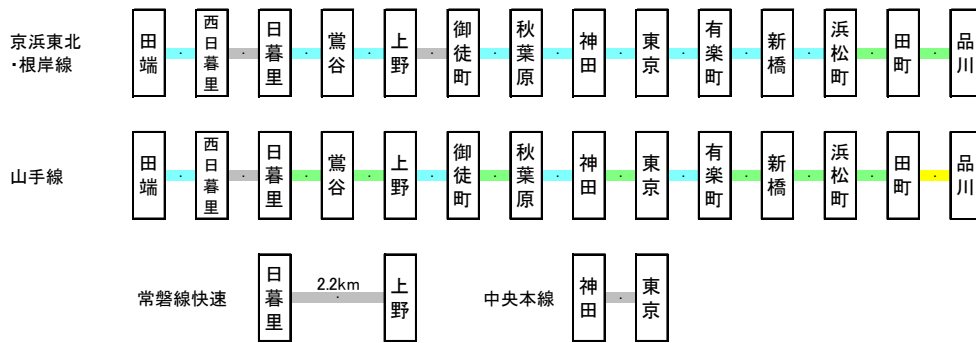 京浜東北
・根岸線
田端 西日暮里 日暮里 鶯谷 上野 御徒町 秋葉原 神田 東京 有楽町 新橋 浜松町 田町 品川
山手線
田端 西日暮里 日暮里 鶯谷 上野 御徒町 秋葉原 神田 東京 有楽町 新橋 浜松町 田町 品川
常磐線快速 日暮里 2.2km 上野 中央本線 神田 東京